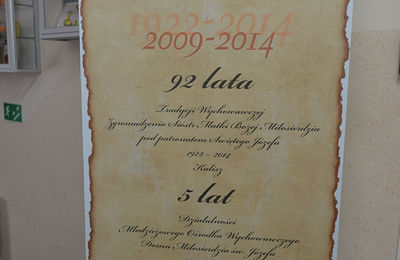 1922-2014
2009-2014
92 lata
Tradycji Wychowawczej
Zgromadzenia Sióstr Matki Bożej Miłosierdzia
pod patronatem Świętego Józefa
1922 – 2014
Kalisz
5 lat
Działalności
Młodzieżowego Ośrodka Wychowawczego
Domu Miłosierdzia św. Józefa